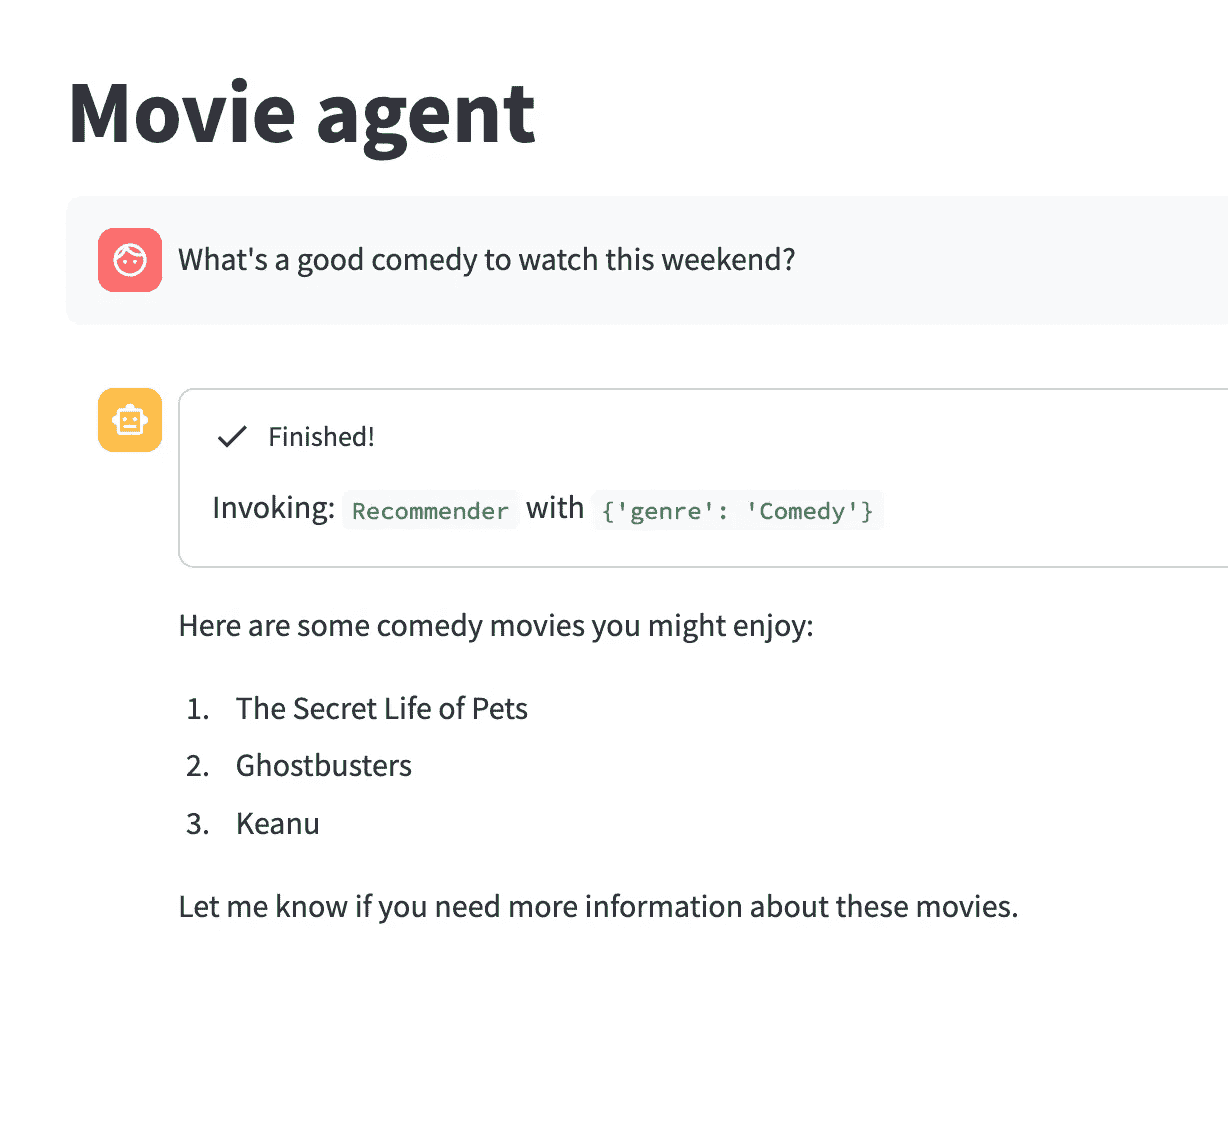 Movie agent
What's a good comedy to watch this weekend?
Finished!
Invoking: Recommender with {'genre': 'Comedy'}
Here are some comedy movies you might enjoy:
1. The Secret Life of Pets
2. Ghostbusters
3. Keanu
Let me know if you need more information about these movies.